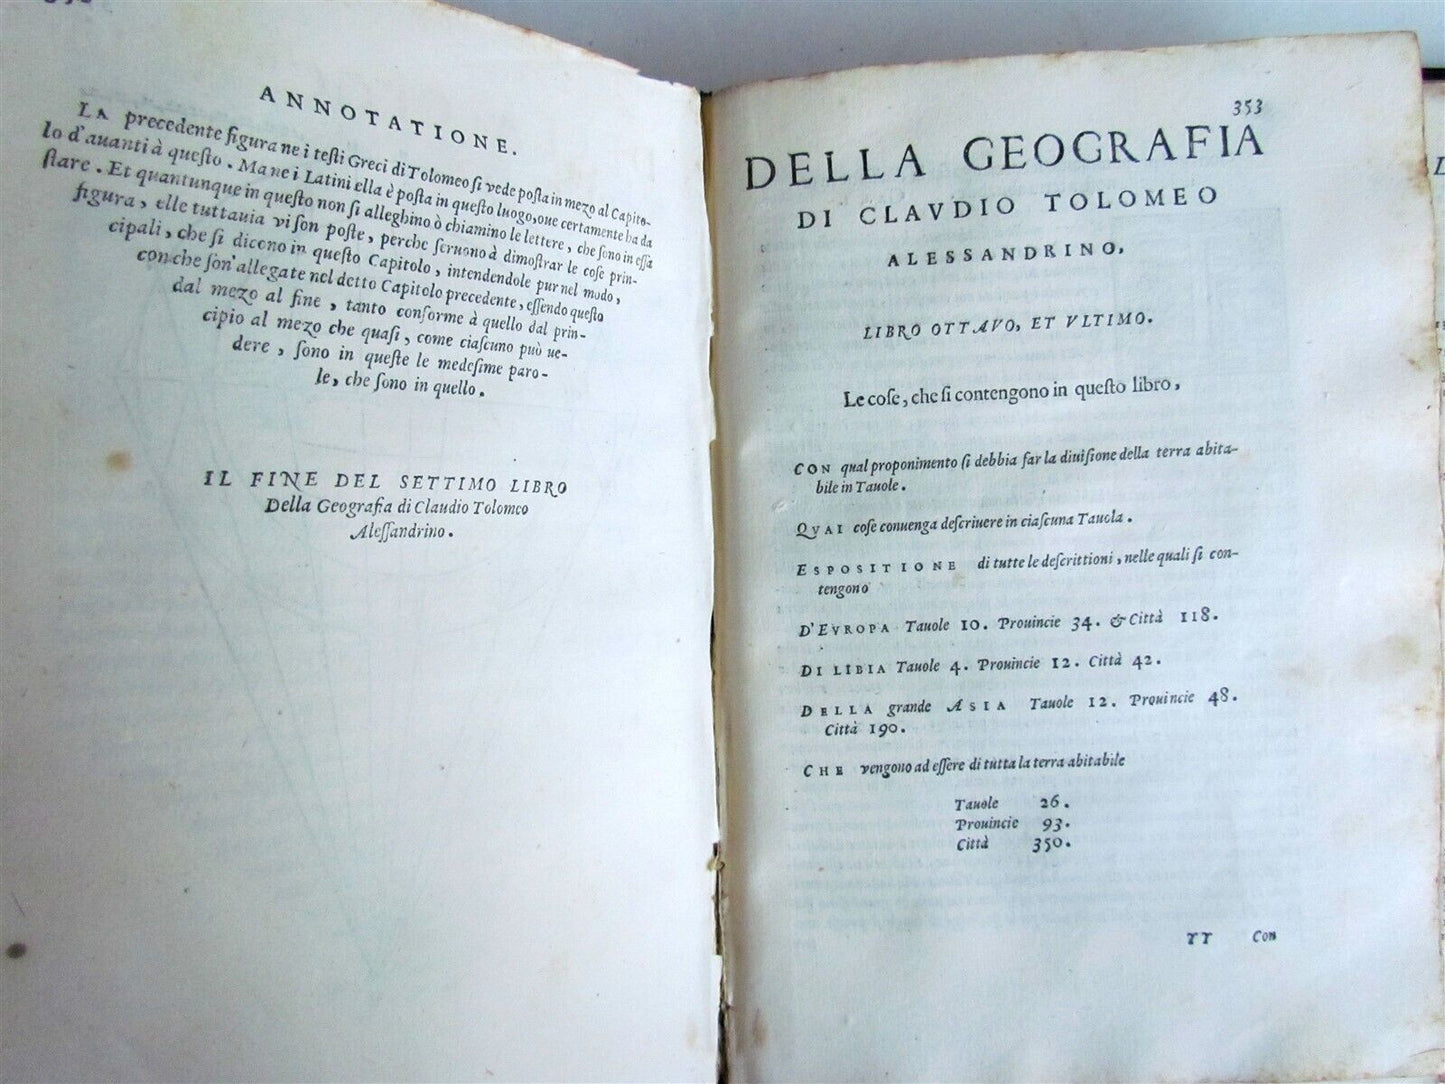 ANNOTATIONE.
LA precedente figura ne i testi Greci di Tolomeo si vede posta in mezo al Capito-
lo d'auanti à questo. Ma ne i Latini ella è posta in questo luogo, oue certamente ha da
stare. Et quantunque in questo non si alleghino ò chiamino le lettere, che sono in essa
figura, elle tuttauia vi son poste, perche seruono à dimostrar le cose prin-
cipali, che si dicono in questo Capitolo, intendendole pur nel modo,
con che son' allegate nel detto Capitolo precedente, essendo questo
dal mezo al fine, tanto conforme à quello dal prin-
cipio al mezo che quasi, come ciascuno può ue-
dere, sono in queste le medesime paro-
le, che sono in quello.
IL FINE DEL SETTIMO LIBRO
Della Geografia di Claudio Tolomeo
Alessandrino.
353
DELLA GEOGRAFIA
DI CLAVDIO TOLOMEO
ALESSANDRINO,
LIBRO OTTAVO, ET VLTIMO.
Le cose, che si contengono in questo libro,
CON qual proponimento si debbia far la diuisione della terra abita-
bile in Tauole.
QVAI cose conuenga descriuere in ciascuna Tauola.
ESPOSITIONE di tutte le descrittioni, nelle quali si con-
tengono
D'EVROPA Tauole 10. Prouincie 34. & Città 118.
DI LIBIA Tauole 4. Prouincie 12. Città 42.
DELLA grande ASIA Tauole 12. Prouincie 48.
Città 190.
CHE vengono ad essere di tutta la terra abitabile
Tauole 26.
Prouincie 93.
Città 350.
YY Con